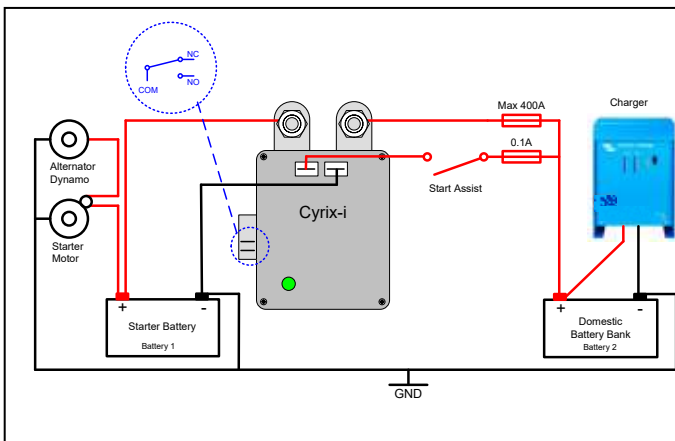 NC
COM
NO
Max 400A
Charger
0.1A
Alternator
Dynamo
Start Assist
Cyrix-i
Starter
Motor
+ -
Starter Battery
Battery 1
+ -
Domestic
Battery Bank
Battery 2
GND